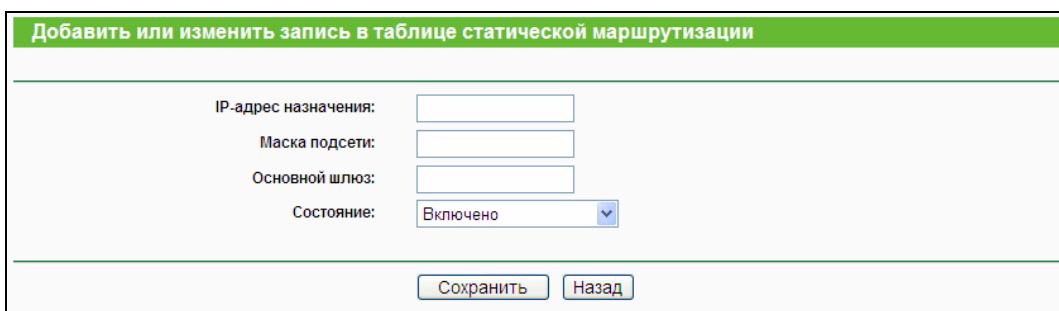 Добавить или изменить запись в таблице статической маршрутизации
IP-адрес назначения:
Маска подсети:
Основной шлюз:
Состояние: Включено
Сохранить Назад